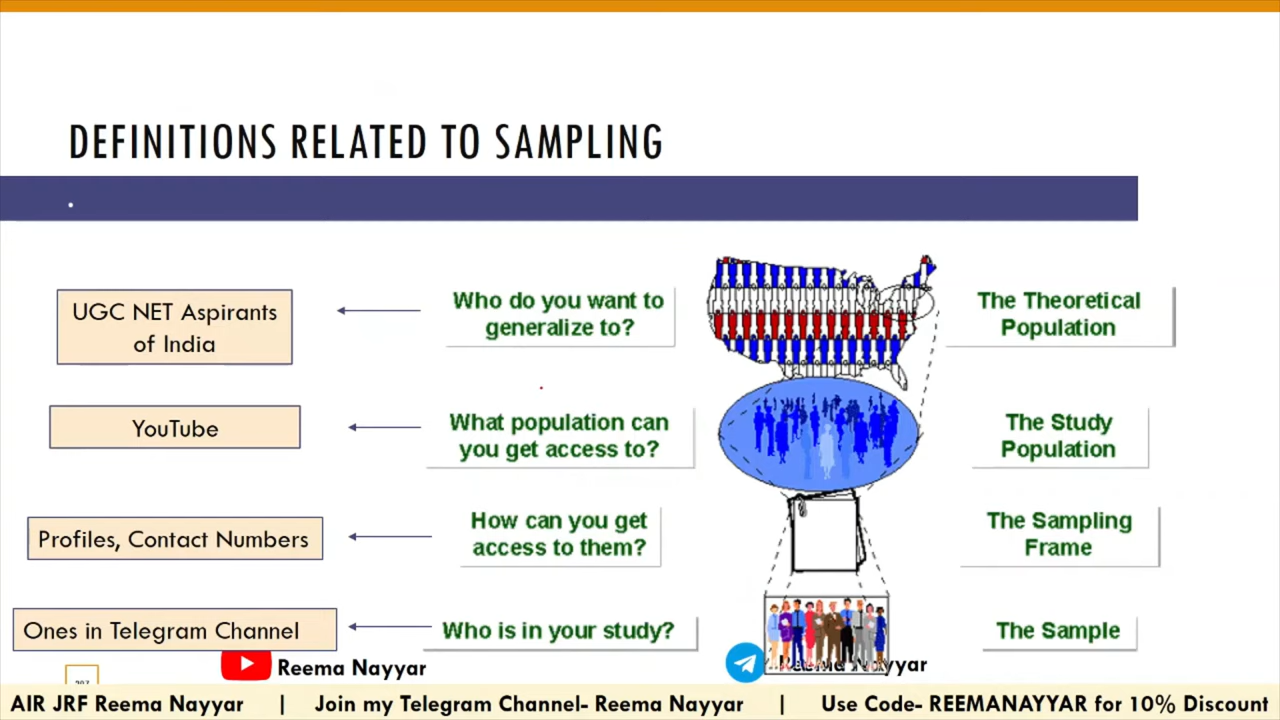 DEFINITIONS RELATED TO SAMPLING
UGC NET Aspirants
of India
Who do you want to
generalize to?
The Theoretical
Population
YouTube
What population can
you get access to?
The Study
Population
Profiles, Contact Numbers
How can you get
access to them?
The Sampling
Frame
Ones in Telegram Channel
Who is in your study?
The Sample
Reema Nayyar
Nayyar
AIR JRF Reema Nayyar | Join my Telegram Channel- Reema Nayyar | Use Code- REEMANAYYAR for 10% Discount